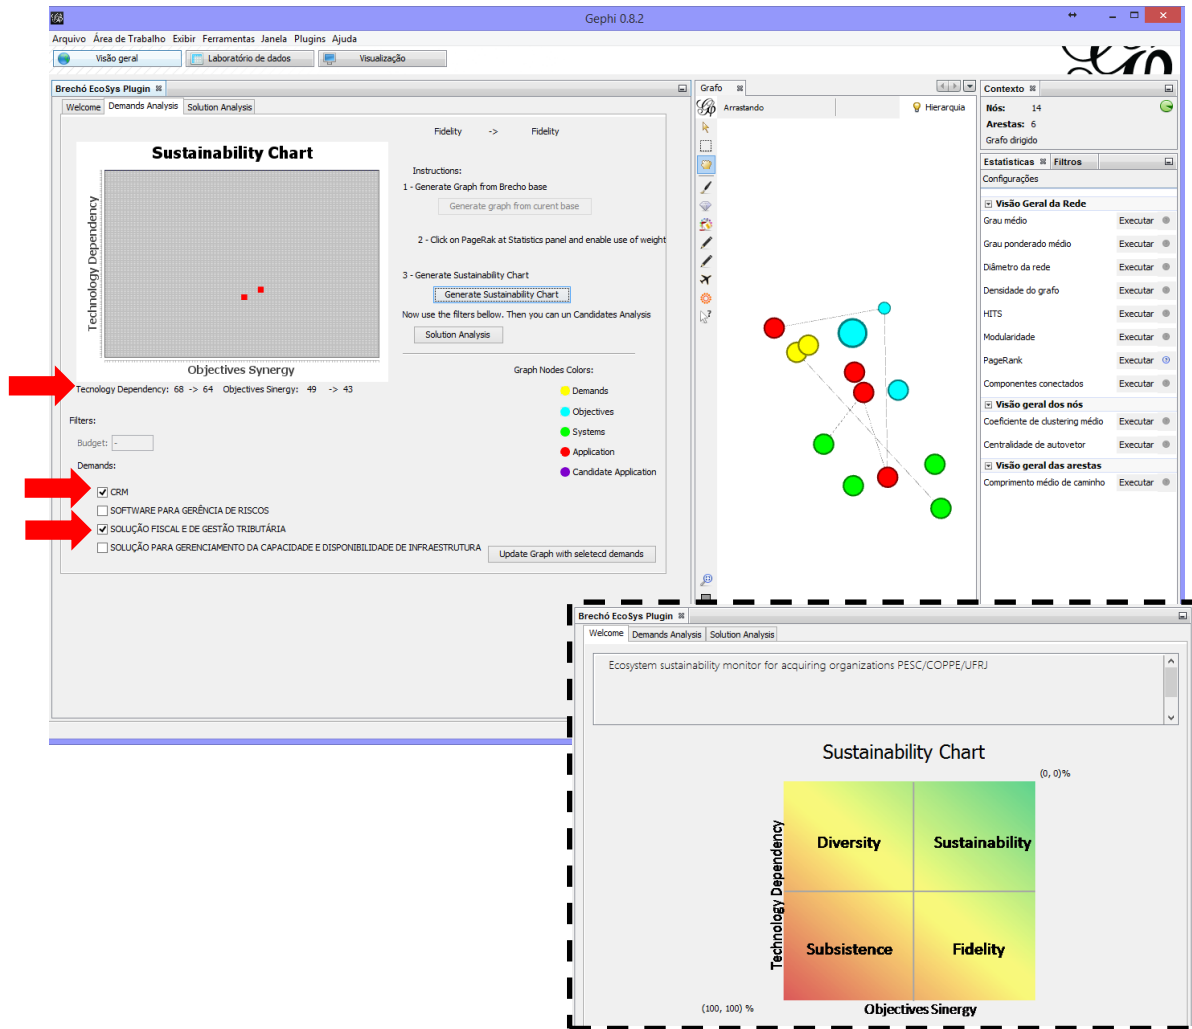 Gephi 0.8.2
Arquivo Área de Trabalho Exibir Ferramentas Janela Plugins Ajuda
Visão geral Laboratório de dados Visualização
Brechó EcoSys Plugin
Welcome Demands Analysis Solution Analysis
Fidelity -> Fidelity
Sustainability Chart
Technology Dependency
Objectives Synergy
Instructions:
1 - Generate Graph from Brecho base
Generate graph from curent base
2 - Click on PageRak at Statistics panel and enable use of weight
3 - Generate Sustainability Chart
Generate Sustainability Chart
Now use the filters bellow. Then you can un Candidates Analysis
Solution Analysis
Tecnology Dependency: 68 -> 64 Objectives Sinergy: 49 -> 43
Graph Nodes Colors:
Demands
Objectives
Systems
Application
Candidate Application
Filters:
Budget: -
Demands:
CRM
SOFTWARE PARA GERÊNCIA DE RISCOS
SOLUÇÃO FISCAL E DE GESTÃO TRIBUTÁRIA
SOLUÇÃO PARA GERENCIAMENTO DA CAPACIDADE E DISPONIBILIDADE DE INFRAESTRUTURA
Update Graph with seletecd demands
Grafo
Arrastando Hierarquia
Contexto
Nós: 14
Arestas: 6
Grafo dirigido
Estatísticas Filtros
Configurações
Visão Geral da Rede
Grau médio Executar
Grau ponderado médio Executar
Diâmetro da rede Executar
Densidade do grafo Executar
HITS Executar
Modularidade Executar
PageRank Executar
Componentes conectados Executar
Visão geral dos nós
Coeficiente de clustering médio Executar
Centralidade de autovetor Executar
Visão geral das arestas
Comprimento médio de caminho Executar
Brechó EcoSys Plugin
Welcome Demands Analysis Solution Analysis
Ecosystem sustainability monitor for acquiring organizations PESC/COPPE/UFRJ
Sustainability Chart
(0, 0)%
Technology Dependency
Diversity Sustainability
Subsistence Fidelity
(100, 100) %
Objectives Sinergy